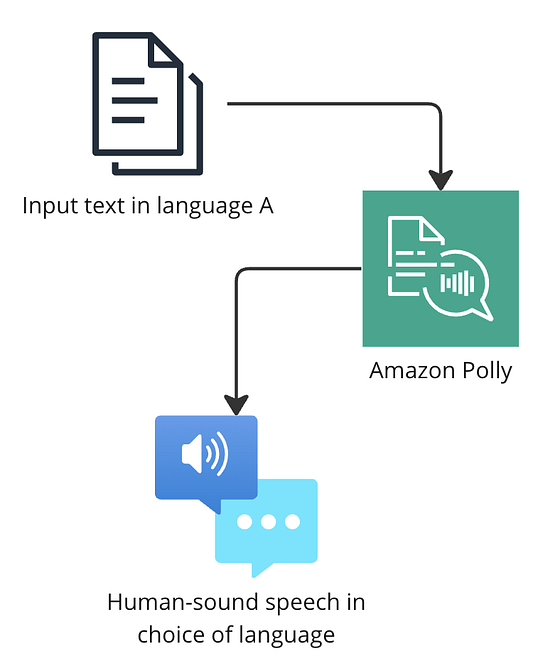 Input text in language A
Amazon Polly
Human-sound speech in
choice of language